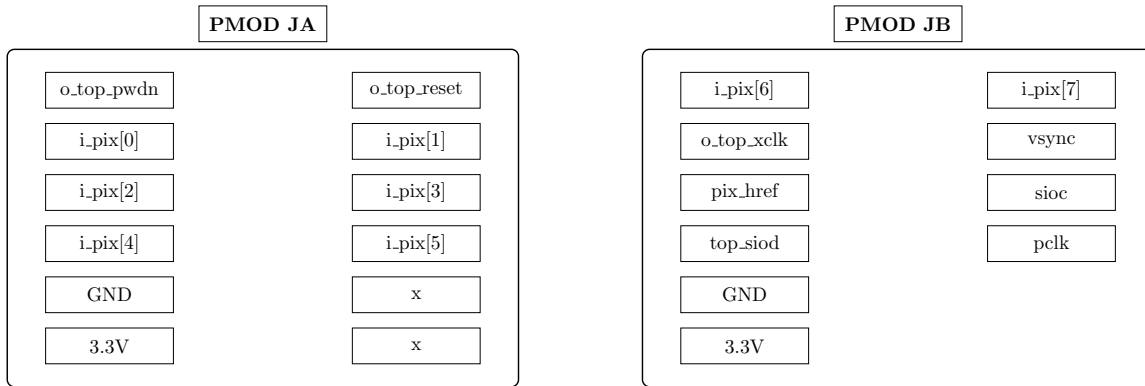 PMOD JA
o_top_pwdn o_top_reset
i_pix[0] i_pix[1]
i_pix[2] i_pix[3]
i_pix[4] i_pix[5]
GND x
3.3V x
PMOD JB
i_pix[6] i_pix[7]
o_top_xclk vsync
pix_href sioc
top_siod pclk
GND
3.3V